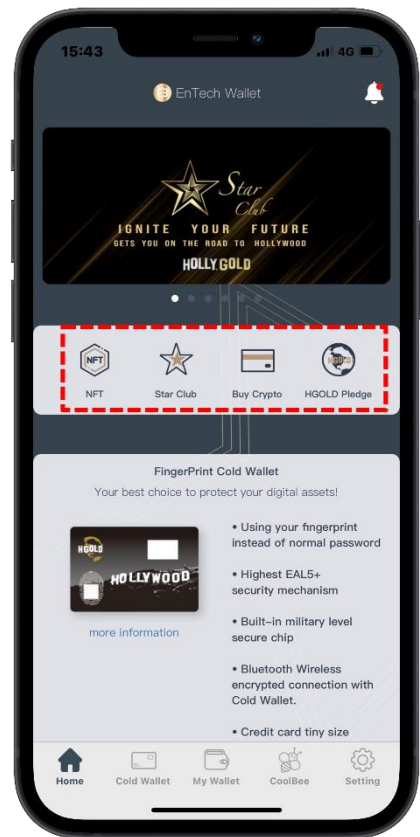 15:43
4G
EnTech Wallet
Star
Club
IGNITE YOUR FUTURE
GETS YOU ON THE ROAD TO HOLLYWOOD
HOLLY.GOLD
NFT
HGOLD
NFT
Star Club
Buy Crypto
HGOLD Pledge
FingerPrint Cold Wallet
Your best choice to protect your digital assets!
HGOLD
HOLLYWOOD
more information
• Using your fingerprint
instead of normal password
• Highest EAL5+
security mechanism
• Built-in military level
secure chip
• Bluetooth Wireless
encrypted connection with
Cold Wallet.
• Credit card tiny size
Home
Cold Wallet
My Wallet
CoolBee
Setting